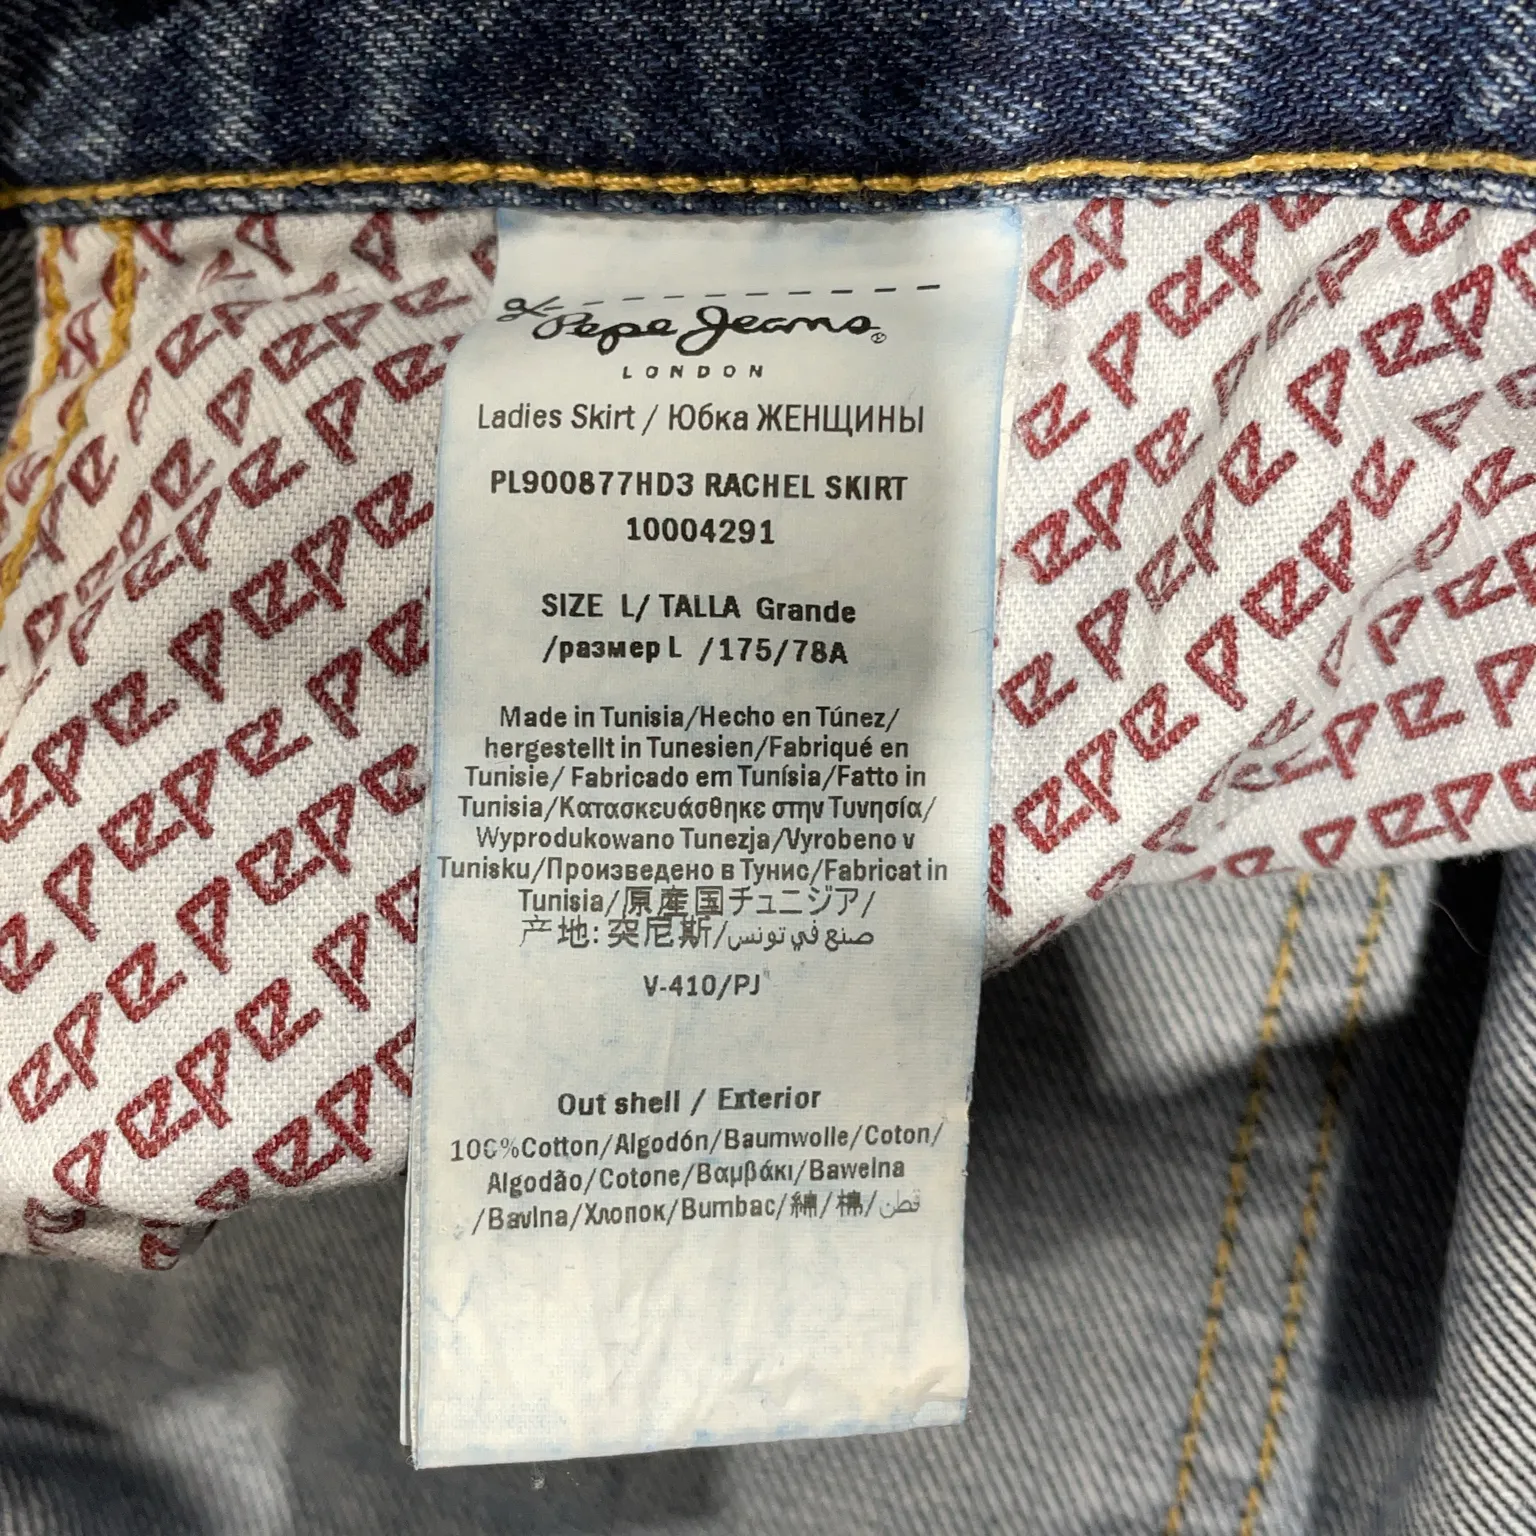 Pepe Jeans®
LONDON
Ladies Skirt / Юбка ЖЕНЩИНЫ
PL900877HD3 RACHEL SKIRT
10004291
SIZE L/ TALLA Grande
/размер L /175/78A
Made in Tunisia/Hecho en Túnez/
hergestellt in Tunesien/Fabriqué en
Tunisie/ Fabricado em Tunísia/Fatto in
Tunisia/Κατασκευάσθηκε στην Τυνησία/
Wyprodukowano Tunezja/Vyrobeno v
Tunisku/Произведено в Тунис/Fabricat in
Tunisia/原産国チュニジア/
产地: 突尼斯/صنع في تونس
V-410/PJ
Out shell / Exterior
100%Cotton/Algodón/Baumwolle/Coton/
Algodão/Cotone/Βαμβάκι/Bawelna
/Bavlna/Хлопок/Bumbac/綿/棉/قطن